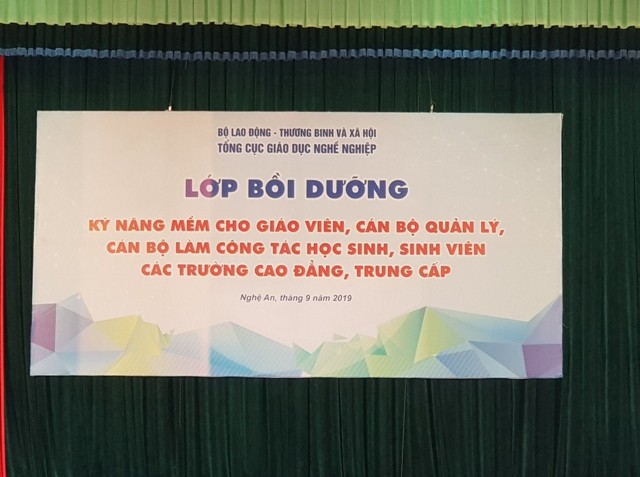 BỘ LAO ĐỘNG - THƯƠNG BINH VÀ XÃ HỘI
TỔNG CỤC GIÁO DỤC NGHỀ NGHIỆP
LỚP BỒI DƯỠNG
KỸ NĂNG MỀM CHO GIÁO VIÊN, CÁN BỘ QUẢN LÝ,
CÁN BỘ LÀM CÔNG TÁC HỌC SINH, SINH VIÊN
CÁC TRƯỜNG CAO ĐẲNG, TRUNG CẤP
Nghệ An, tháng 9 năm 2019